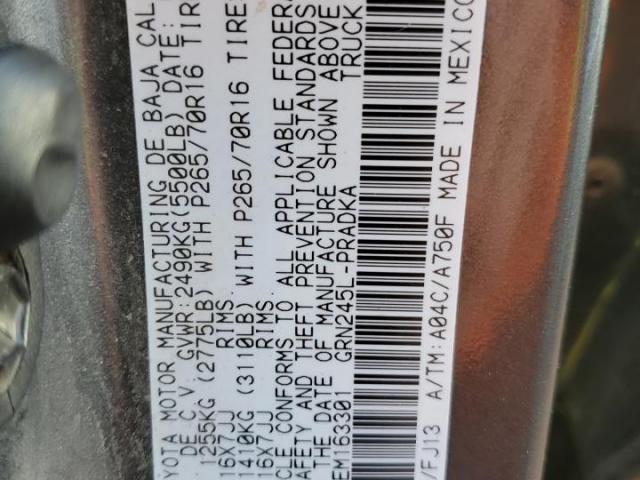 YOTA MOTOR MANUFACTURING DE BAJA CAL
DE C.V. GVWR:2490KG(5500LB) DATE:
1255KG (2775LB) WITH P265/70R16 TIRE
16X7JJ RIMS
1410KG (3110LB) WITH P265/70R16 TIRE
16X7JJ RIMS
CLE CONFORMS TO ALL APPLICABLE FEDERA
AFETY AND THEFT PREVENTION STANDARDS
THE DATE OF MANUFACTURE SHOWN ABOVE
EM163301 GRN245L-PRADKA TRUCK
/FJ13 A/TM:A04C/A750F MADE IN MEXICO